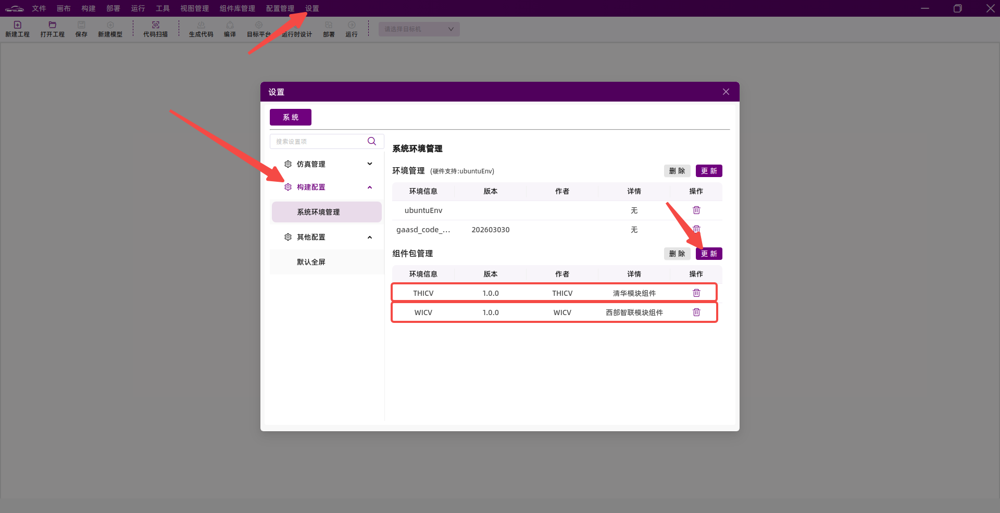 文件 画布 构建 部署 运行 工具 视图管理 组件库管理 配置管理 设置
新建工程 打开工程 保存 新建模型 代码扫描 生成代码 编译 目标平台 运行时设计 部署 运行 请选择目标机
设置
系 统
搜索设置项
仿真管理
构建配置
系统环境管理
其他配置
默认全屏
系统环境管理
环境管理 (硬件支持:ubuntuEnv) 删 除 更 新
环境信息 版本 作者 详情 操作
ubuntuEnv 无
gaasd_code_... 202603030 无
组件包管理 删 除 更 新
环境信息 版本 作者 详情 操作
THICV 1.0.0 THICV 清华模块组件
WICV 1.0.0 WICV 西部智联模块组件